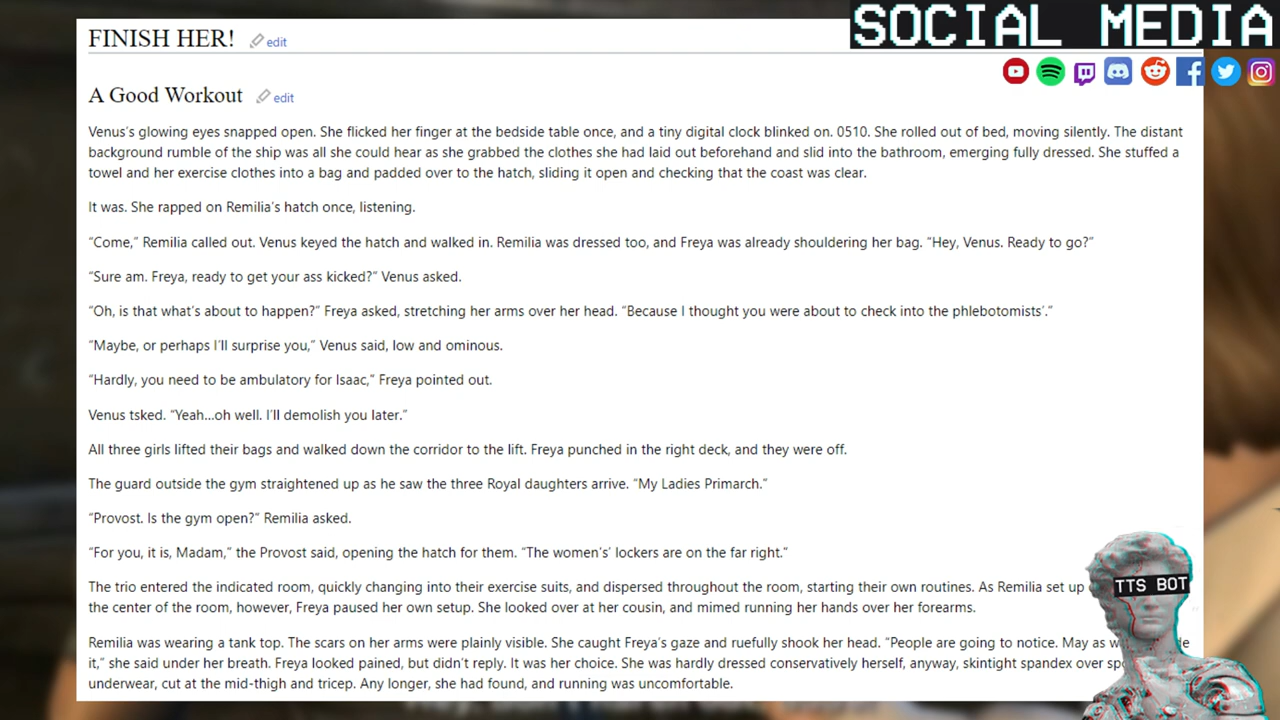 SOCIAL MEDIA
FINISH HER! edit
A Good Workout edit
Venus's glowing eyes snapped open. She flicked her finger at the bedside table once, and a tiny digital clock blinked on. 0510. She rolled out of bed, moving silently. The distant
background rumble of the ship was all she could hear as she grabbed the clothes she had laid out beforehand and slid into the bathroom, emerging fully dressed. She stuffed a
towel and her exercise clothes into a bag and padded over to the hatch, sliding it open and checking that the coast was clear.
It was. She rapped on Remilia's hatch once, listening.
“Come,” Remilia called out. Venus keyed the hatch and walked in. Remilia was dressed too, and Freya was already shouldering her bag. “Hey, Venus. Ready to go?”
“Sure am. Freya, ready to get your ass kicked?” Venus asked.
“Oh, is that what's about to happen?” Freya asked, stretching her arms over her head. “Because I thought you were about to check into the phlebotomists'.”
“Maybe, or perhaps I'll surprise you,” Venus said, low and ominous.
“Hardly, you need to be ambulatory for Isaac,” Freya pointed out.
Venus tsked. “Yeah…oh well. I'll demolish you later.”
All three girls lifted their bags and walked down the corridor to the lift. Freya punched in the right deck, and they were off.
The guard outside the gym straightened up as he saw the three Royal daughters arrive. “My Ladies Primarch.”
“Provost. Is the gym open?” Remilia asked.
“For you, it is, Madam,” the Provost said, opening the hatch for them. “The women's' lockers are on the far right.”
The trio entered the indicated room, quickly changing into their exercise suits, and dispersed throughout the room, starting their own routines. As Remilia set up
the center of the room, however, Freya paused her own setup. She looked over at her cousin, and mimed running her hands over her forearms.
Remilia was wearing a tank top. The scars on her arms were plainly visible. She caught Freya's gaze and ruefully shook her head. “People are going to notice. May as
it,” she said under her breath. Freya looked pained, but didn't reply. It was her choice. She was hardly dressed conservatively herself, anyway, skintight spandex over
underwear, cut at the mid-thigh and tricep. Any longer, she had found, and running was uncomfortable.
TTS BOT